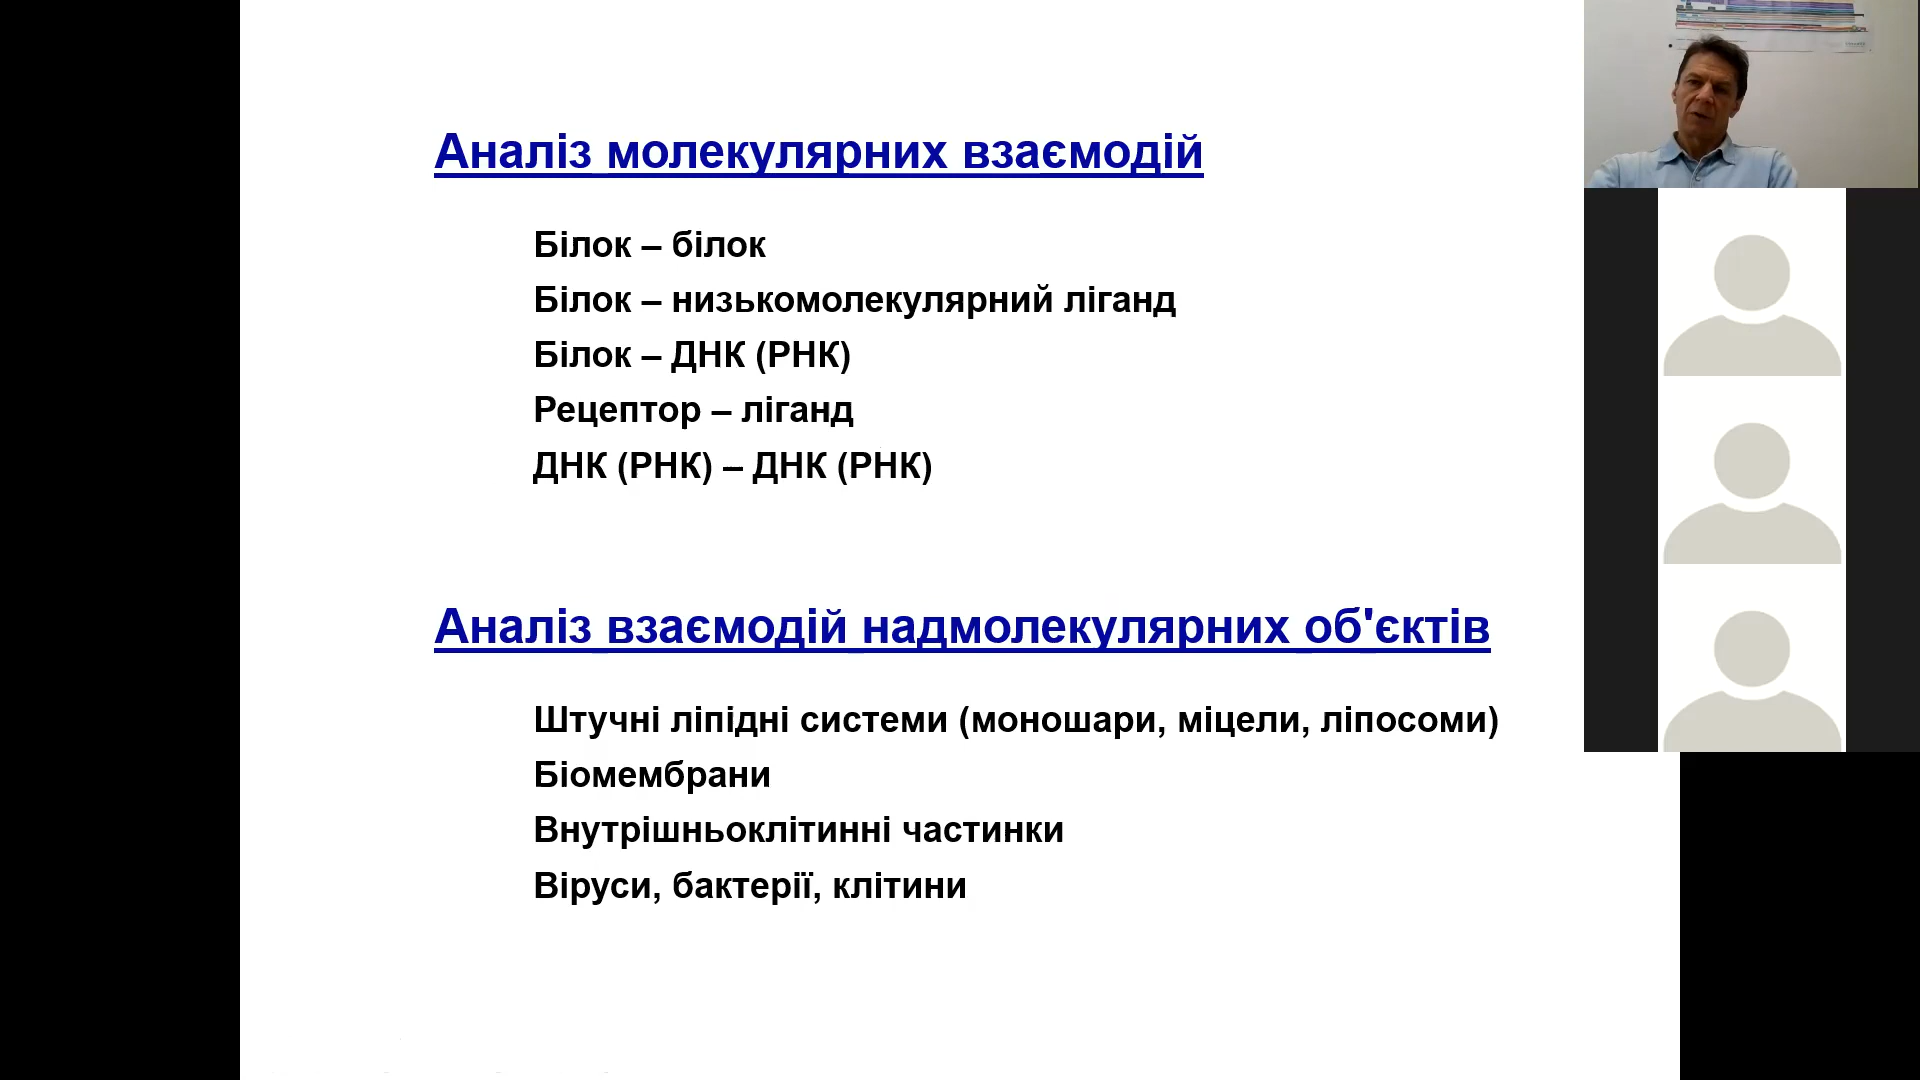 Аналіз молекулярних взаємодій
Білок – білок
Білок – низькомолекулярний ліганд
Білок – ДНК (РНК)
Рецептор – ліганд
ДНК (РНК) – ДНК (РНК)
Аналіз взаємодій надмолекулярних об'єктів
Штучні ліпідні системи (моношари, міцели, ліпосоми)
Біомембрани
Внутрішньоклітинні частинки
Віруси, бактерії, клітини